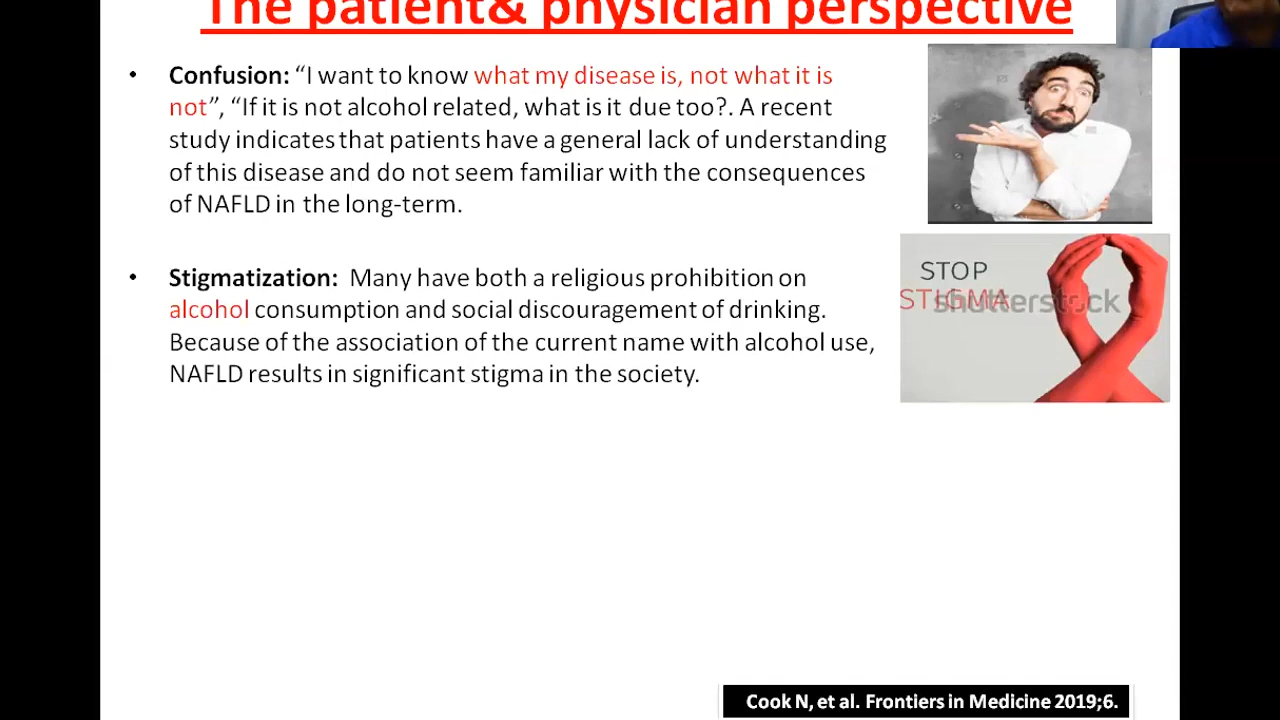 The patient& physician perspective
• Confusion: “I want to know what my disease is, not what it is
not”, “If it is not alcohol related, what is it due too?. A recent
study indicates that patients have a general lack of understanding
of this disease and do not seem familiar with the consequences
of NAFLD in the long-term.
• Stigmatization: Many have both a religious prohibition on
alcohol consumption and social discouragement of drinking.
Because of the association of the current name with alcohol use,
NAFLD results in significant stigma in the society.
STOP
STIGMA
shutterstock
Cook N, et al. Frontiers in Medicine 2019;6.